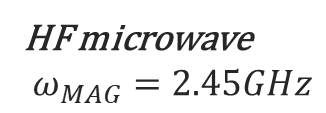 HF microwave
ω_MAG = 2.45GHz